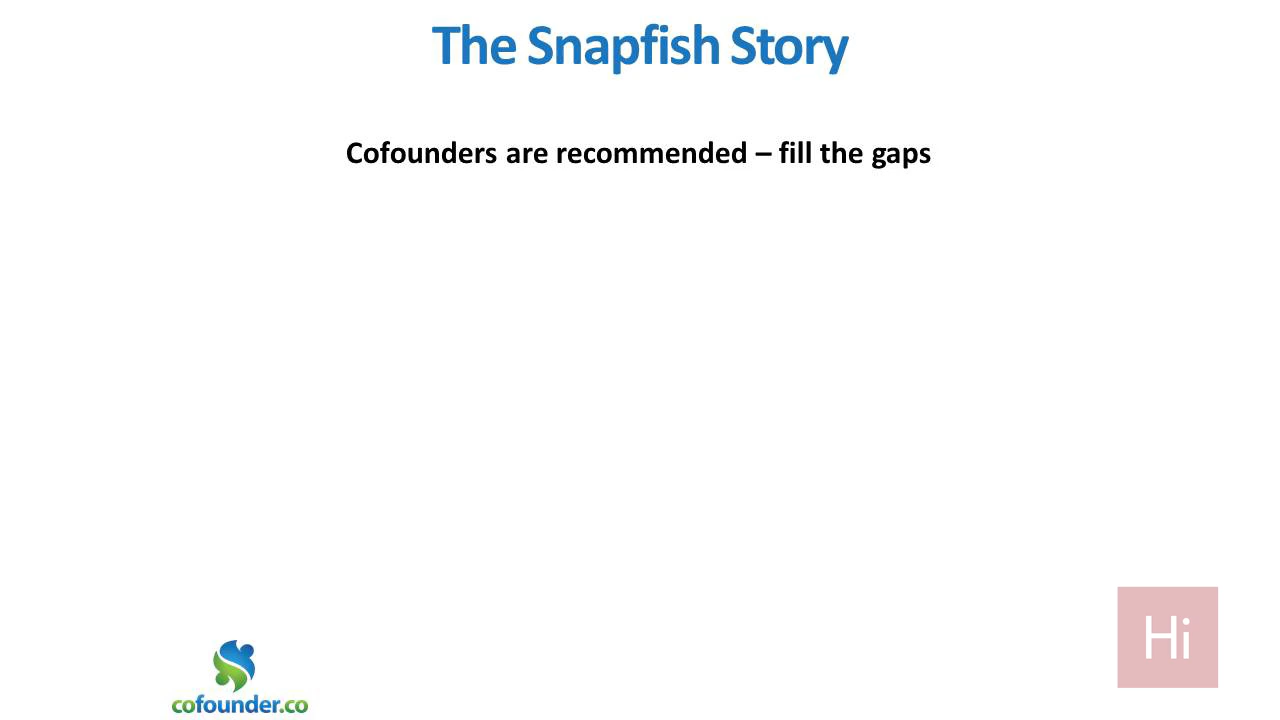 The Snapfish Story
Cofounders are recommended – fill the gaps
Hi
cofounder.co